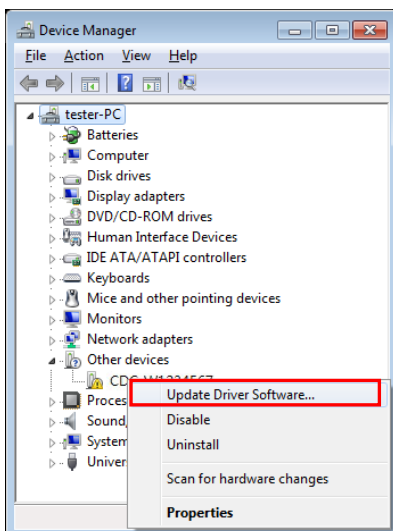 Device Manager
File Action View Help
tester-PC
Batteries
Computer
Disk drives
Display adapters
DVD/CD-ROM drives
Human Interface Devices
IDE ATA/ATAPI controllers
Keyboards
Mice and other pointing devices
Monitors
Network adapters
Other devices
Update Driver Software...
Disable
Uninstall
Scan for hardware changes
Properties
Sound,
System